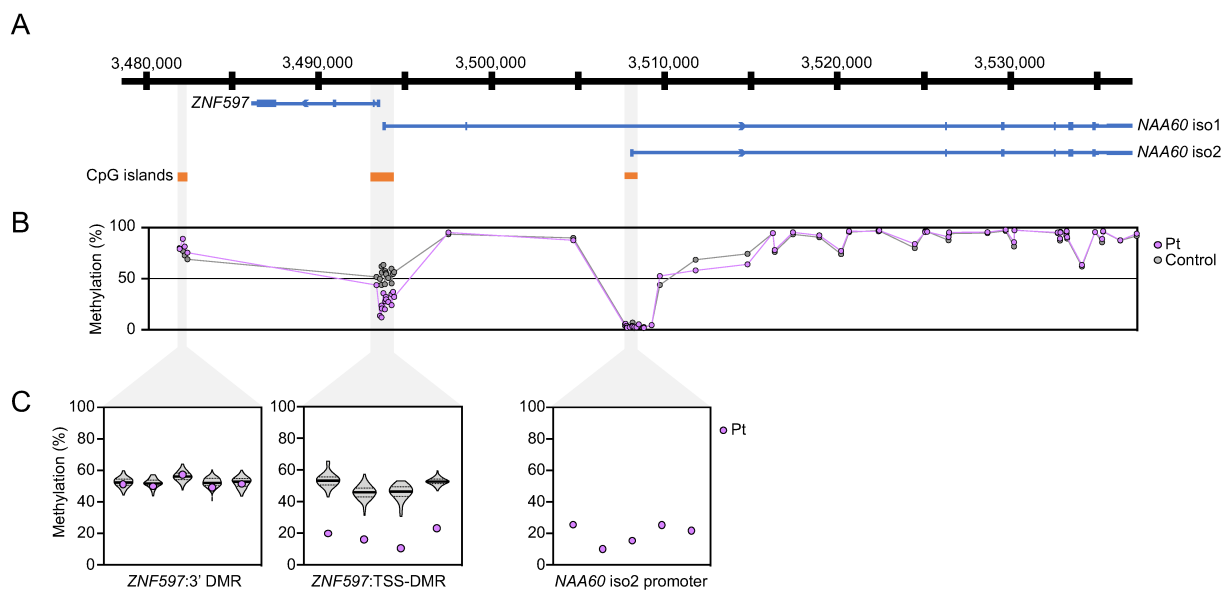 A
3,480,000 3,490,000 3,500,000 3,510,000 3,520,000 3,530,000
ZNF597
NAA60 iso1
NAA60 iso2
CpG islands
B
Methylation (%)
100
50
0
Pt
Control
C
Methylation (%)
100
80
60
40
20
0
ZNF597:3' DMR
100
80
60
40
20
0
ZNF597:TSS-DMR
100
80
60
40
20
0
NAA60 iso2 promoter
Pt